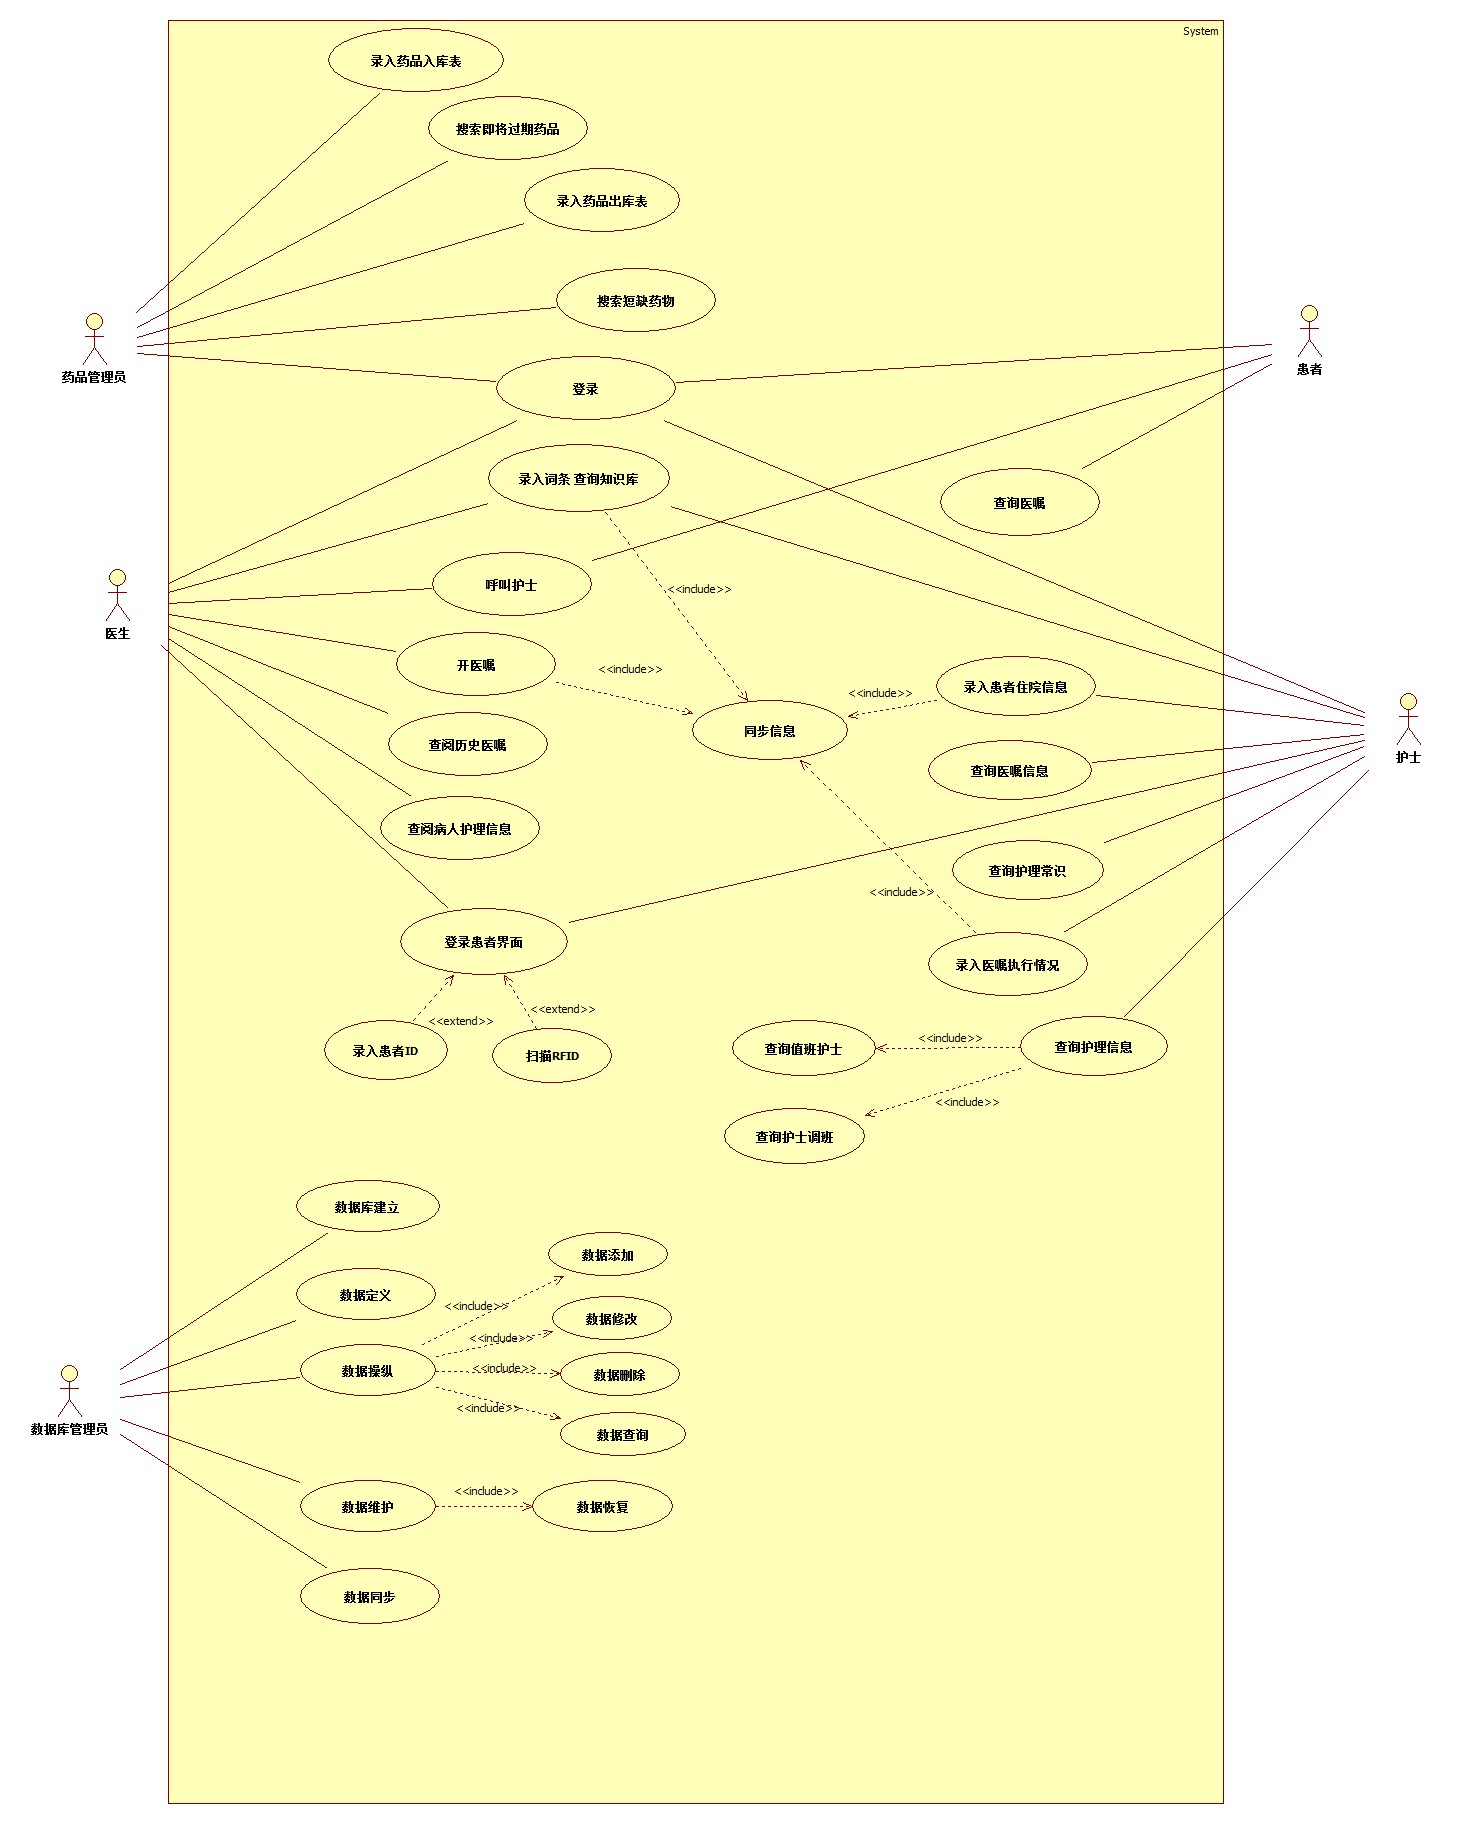 System
录入药品入库表
搜索即将过期药品
录入药品出库表
搜索短缺药物
药品管理员
患者
登录
录入词条 查询知识库
查询医嘱
呼叫护士
<<include>>
医生
开医嘱
<<include>>
录入患者住院信息
<<include>>
同步信息
查阅历史医嘱
查询医嘱信息
护士
查阅病人护理信息
查询护理常识
<<include>>
登录患者界面
录入医嘱执行情况
<<extend>>
<<extend>>
录入患者ID
扫描RFID
查询值班护士
<<include>>
查询护理信息
<<include>>
查询护士调班
数据库建立
数据添加
数据定义
<<include>>
数据修改
<<include>>
数据操纵
<<include>>
数据删除
<<include>>
数据查询
数据库管理员
数据维护
<<include>>
数据恢复
数据同步